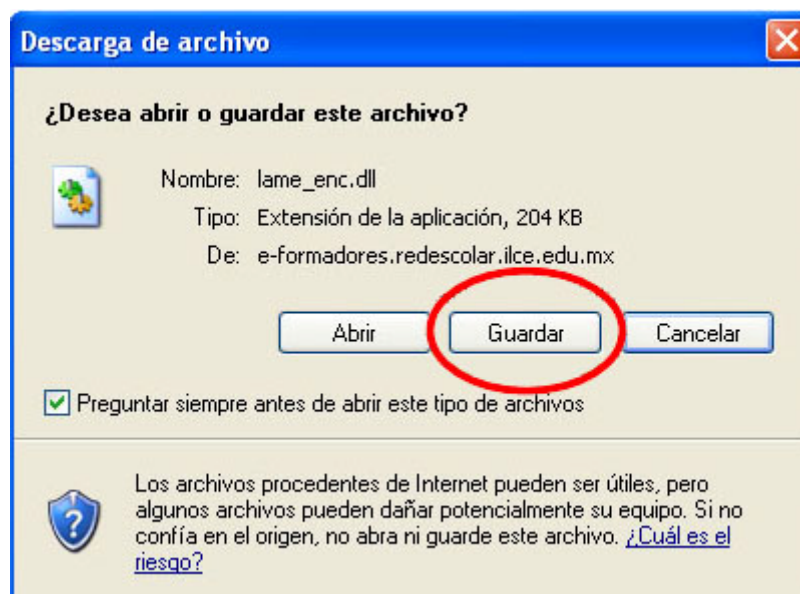 Descarga de archivo
¿Desea abrir o guardar este archivo?
Nombre: lame_enc.dll
Tipo: Extensión de la aplicación, 204 KB
De: e-formadores.redescolar.ilce.edu.mx
Abrir Guardar Cancelar
Preguntar siempre antes de abrir este tipo de archivos
Los archivos procedentes de Internet pueden ser útiles, pero
algunos archivos pueden dañar potencialmente su equipo. Si no
confía en el origen, no abra ni guarde este archivo. ¿Cuál es el
riesgo?